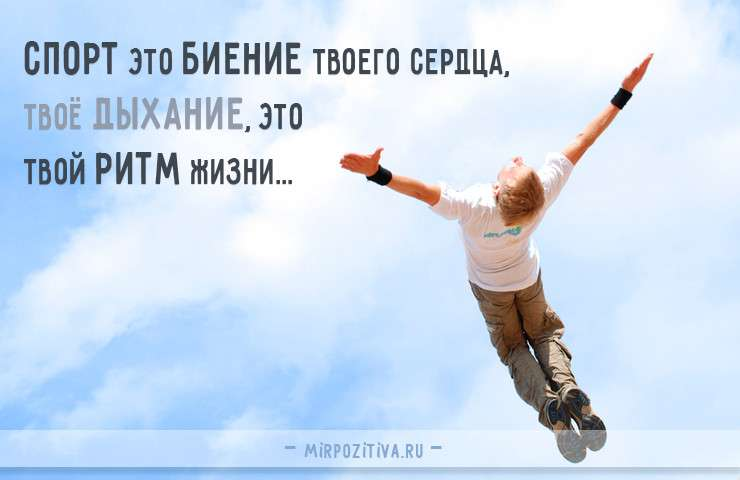 СПОРТ ЭТО БИЕНИЕ ТВОЕГО СЕРДЦА,
ТВОЁ ДЫХАНИЕ, ЭТО
ТВОЙ РИТМ ЖИЗНИ...
– MIRPOZITIVA.RU –